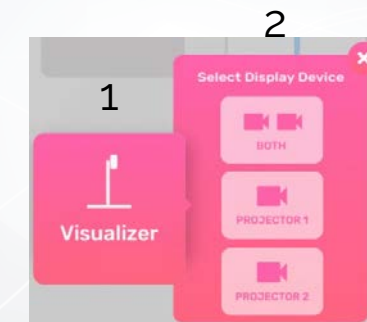 2
1
Select Display Device
BOTH
Visualizer
PROJECTOR 1
PROJECTOR 2